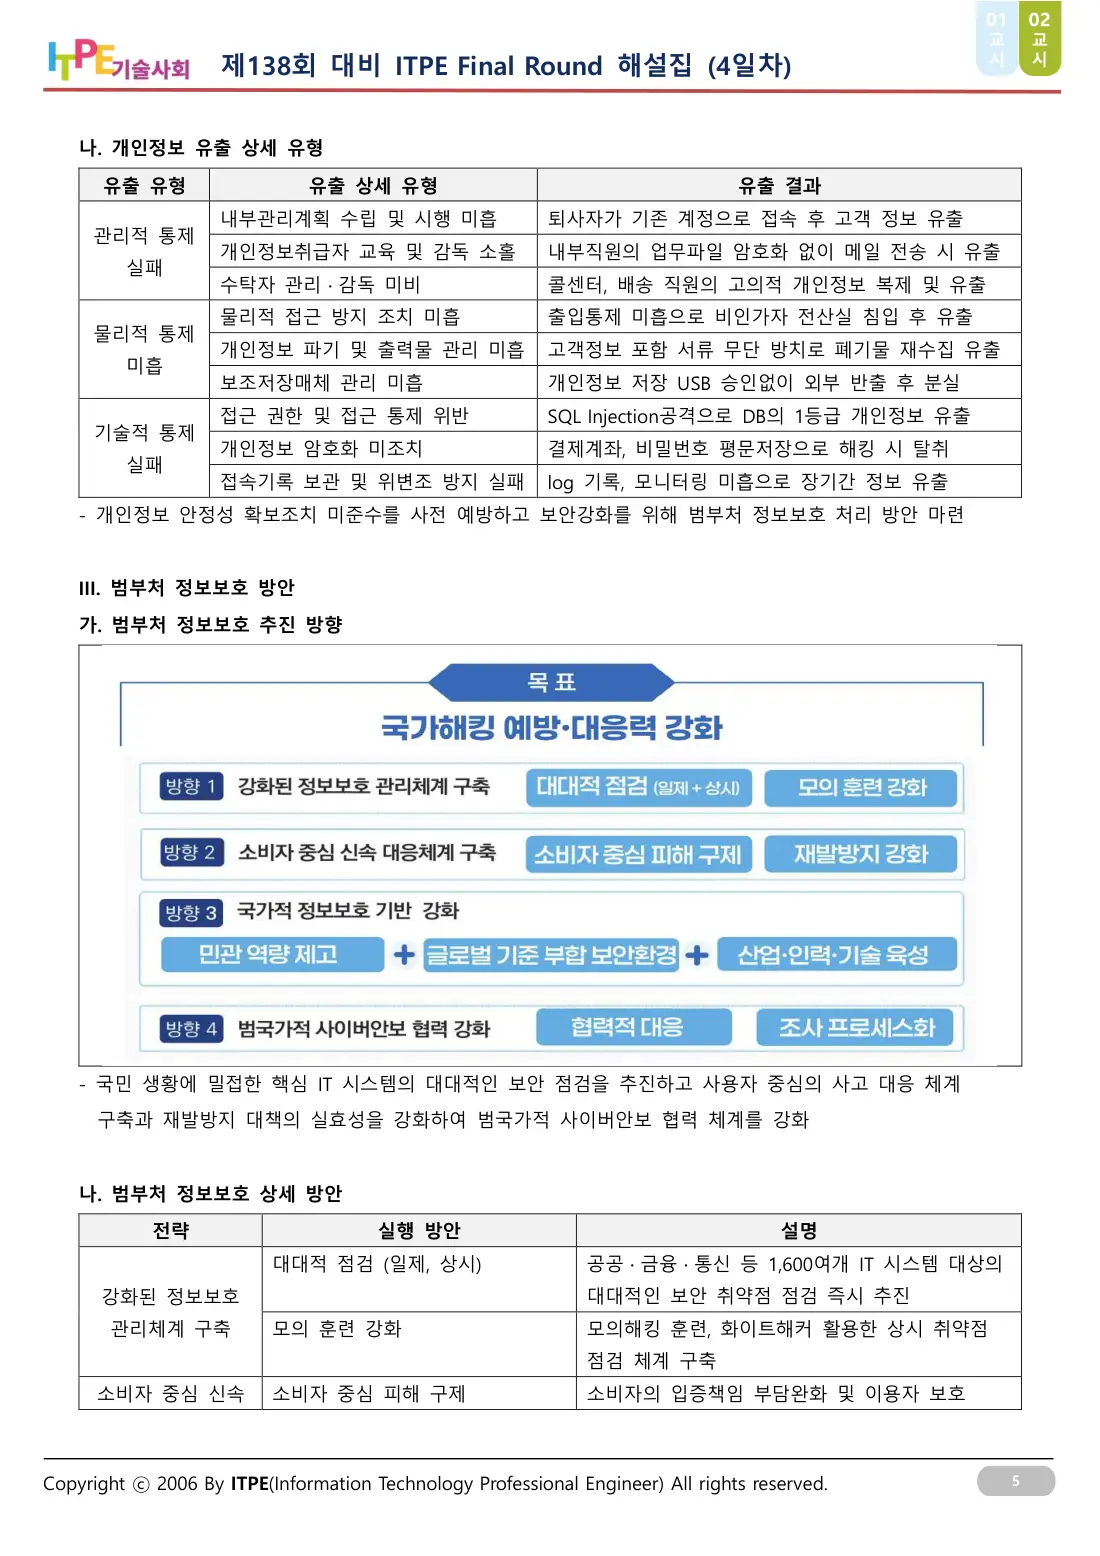 ITPE기술사회 제138회 대비 ITPE Final Round 해설집 (4일차)
01 교시
02 교시
나. 개인정보 유출 상세 유형
유출 유형 유출 상세 유형 유출 결과
관리적 통제 실패
내부관리계획 수립 및 시행 미흡 퇴사자가 기존 계정으로 접속 후 고객 정보 유출
개인정보취급자 교육 및 감독 소홀 내부직원의 업무파일 암호화 없이 메일 전송 시 유출
수탁자 관리·감독 미비 콜센터, 배송 직원의 고의적 개인정보 복제 및 유출
물리적 통제 미흡
물리적 접근 방지 조치 미흡 출입통제 미흡으로 비인가자 전산실 침입 후 유출
개인정보 파기 및 출력물 관리 미흡 고객정보 포함 서류 무단 방치로 폐기물 재수집 유출
보조저장매체 관리 미흡 개인정보 저장 USB 승인없이 외부 반출 후 분실
기술적 통제 실패
접근 권한 및 접근 통제 위반 SQL Injection공격으로 DB의 1등급 개인정보 유출
개인정보 암호화 미조치 결제계좌, 비밀번호 평문저장으로 해킹 시 탈취
접속기록 보관 및 위변조 방지 실패 log 기록, 모니터링 미흡으로 장기간 정보 유출
- 개인정보 안정성 확보조치 미준수를 사전 예방하고 보안강화를 위해 범부처 정보보호 처리 방안 마련
III. 범부처 정보보호 방안
가. 범부처 정보보호 추진 방향
목 표
국가해킹 예방·대응력 강화
방향 1 강화된 정보보호 관리체계 구축 대대적 점검 (일제 + 상시) 모의 훈련 강화
방향 2 소비자 중심 신속 대응체계 구축 소비자 중심 피해 구제 재발방지 강화
방향 3 국가적 정보보호 기반 강화
민관 역량 제고 + 글로벌 기준 부합 보안환경 + 산업·인력·기술 육성
방향 4 범국가적 사이버안보 협력 강화 협력적 대응 조사 프로세스화
- 국민 생황에 밀접한 핵심 IT 시스템의 대대적인 보안 점검을 추진하고 사용자 중심의 사고 대응 체계
구축과 재발방지 대책의 실효성을 강화하여 범국가적 사이버안보 협력 체계를 강화
나. 범부처 정보보호 상세 방안
전략 실행 방안 설명
강화된 정보보호
관리체계 구축
대대적 점검 (일제, 상시) 공공·금융·통신 등 1,600여개 IT 시스템 대상의
대대적인 보안 취약점 점검 즉시 추진
모의 훈련 강화 모의해킹 훈련, 화이트해커 활용한 상시 취약점
점검 체계 구축
소비자 중심 신속 소비자 중심 피해 구제 소비자의 입증책임 부담완화 및 이용자 보호
Copyright ⓒ 2006 By ITPE(Information Technology Professional Engineer) All rights reserved.
5